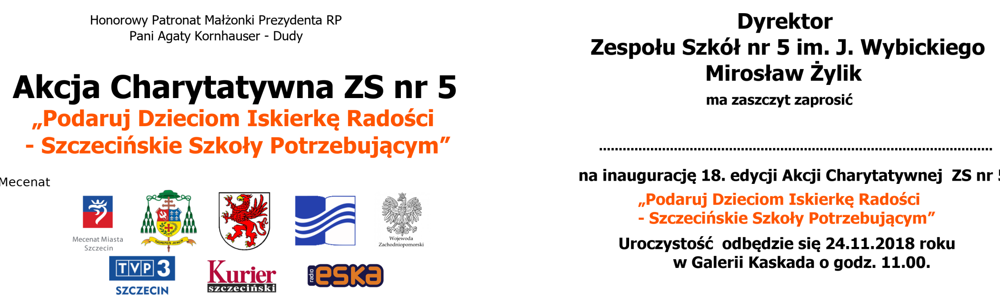 Honorowy Patronat Małżonki Prezydenta RP
Pani Agaty Kornhauser - Dudy
Akcja Charytatywna ZS nr 5
„Podaruj Dzieciom Iskierkę Radości
- Szczecińskie Szkoły Potrzebującym”
Mecenat
Mecenat Miasta
Szczecin
DOMINUS JESUS
Wojewoda
Zachodniopomorski
TVP3
SZCZECIN
Kurier
szczeciński
radio
eska
Dyrektor
Zespołu Szkół nr 5 im. J. Wybickiego
Mirosław Żylik
ma zaszczyt zaprosić
....................................................................................................
na inaugurację 18. edycji Akcji Charytatywnej ZS nr 5
„Podaruj Dzieciom Iskierkę Radości
- Szczecińskie Szkoły Potrzebującym”
Uroczystość odbędzie się 24.11.2018 roku
w Galerii Kaskada o godz. 11.00.